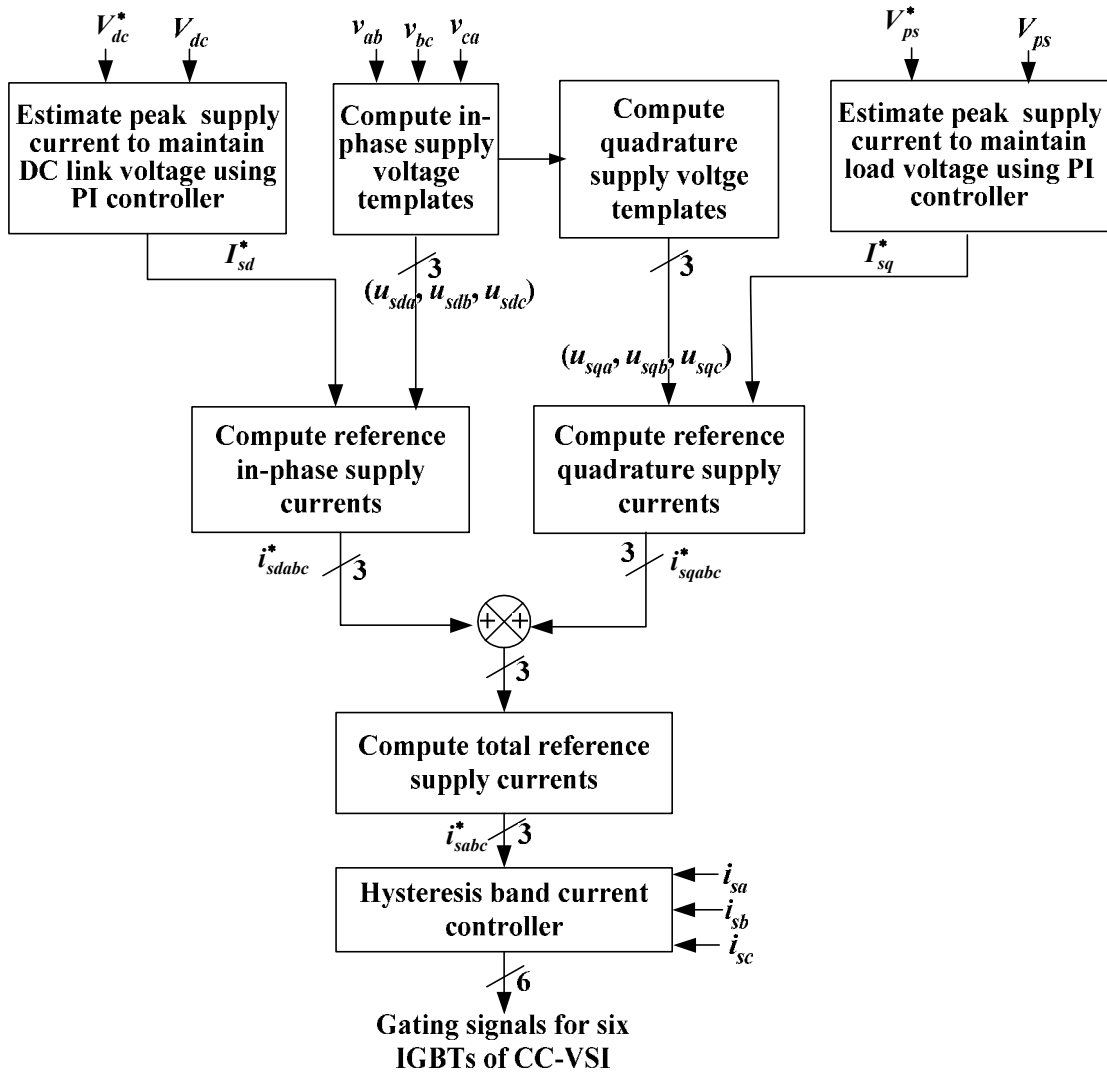 V*dc Vdc
vab vbc vca
V*ps Vps
Estimate peak supply
current to maintain
DC link voltage using
PI controller
Compute in-
phase supply
voltage
templates
Compute
quadrature
supply voltge
templates
Estimate peak supply
current to maintain
load voltage using PI
controller
I*sd
3
(usda, usdb, usdc)
3
(usqa, usqb, usqc)
I*sq
Compute reference
in-phase supply
currents
Compute reference
quadrature supply
currents
i*sdabc 3
3 i*sqabc
+ +
3
Compute total reference
supply currents
i*sabc 3
Hysteresis band current
controller
isa
isb
isc
6
Gating signals for six
IGBTs of CC-VSI